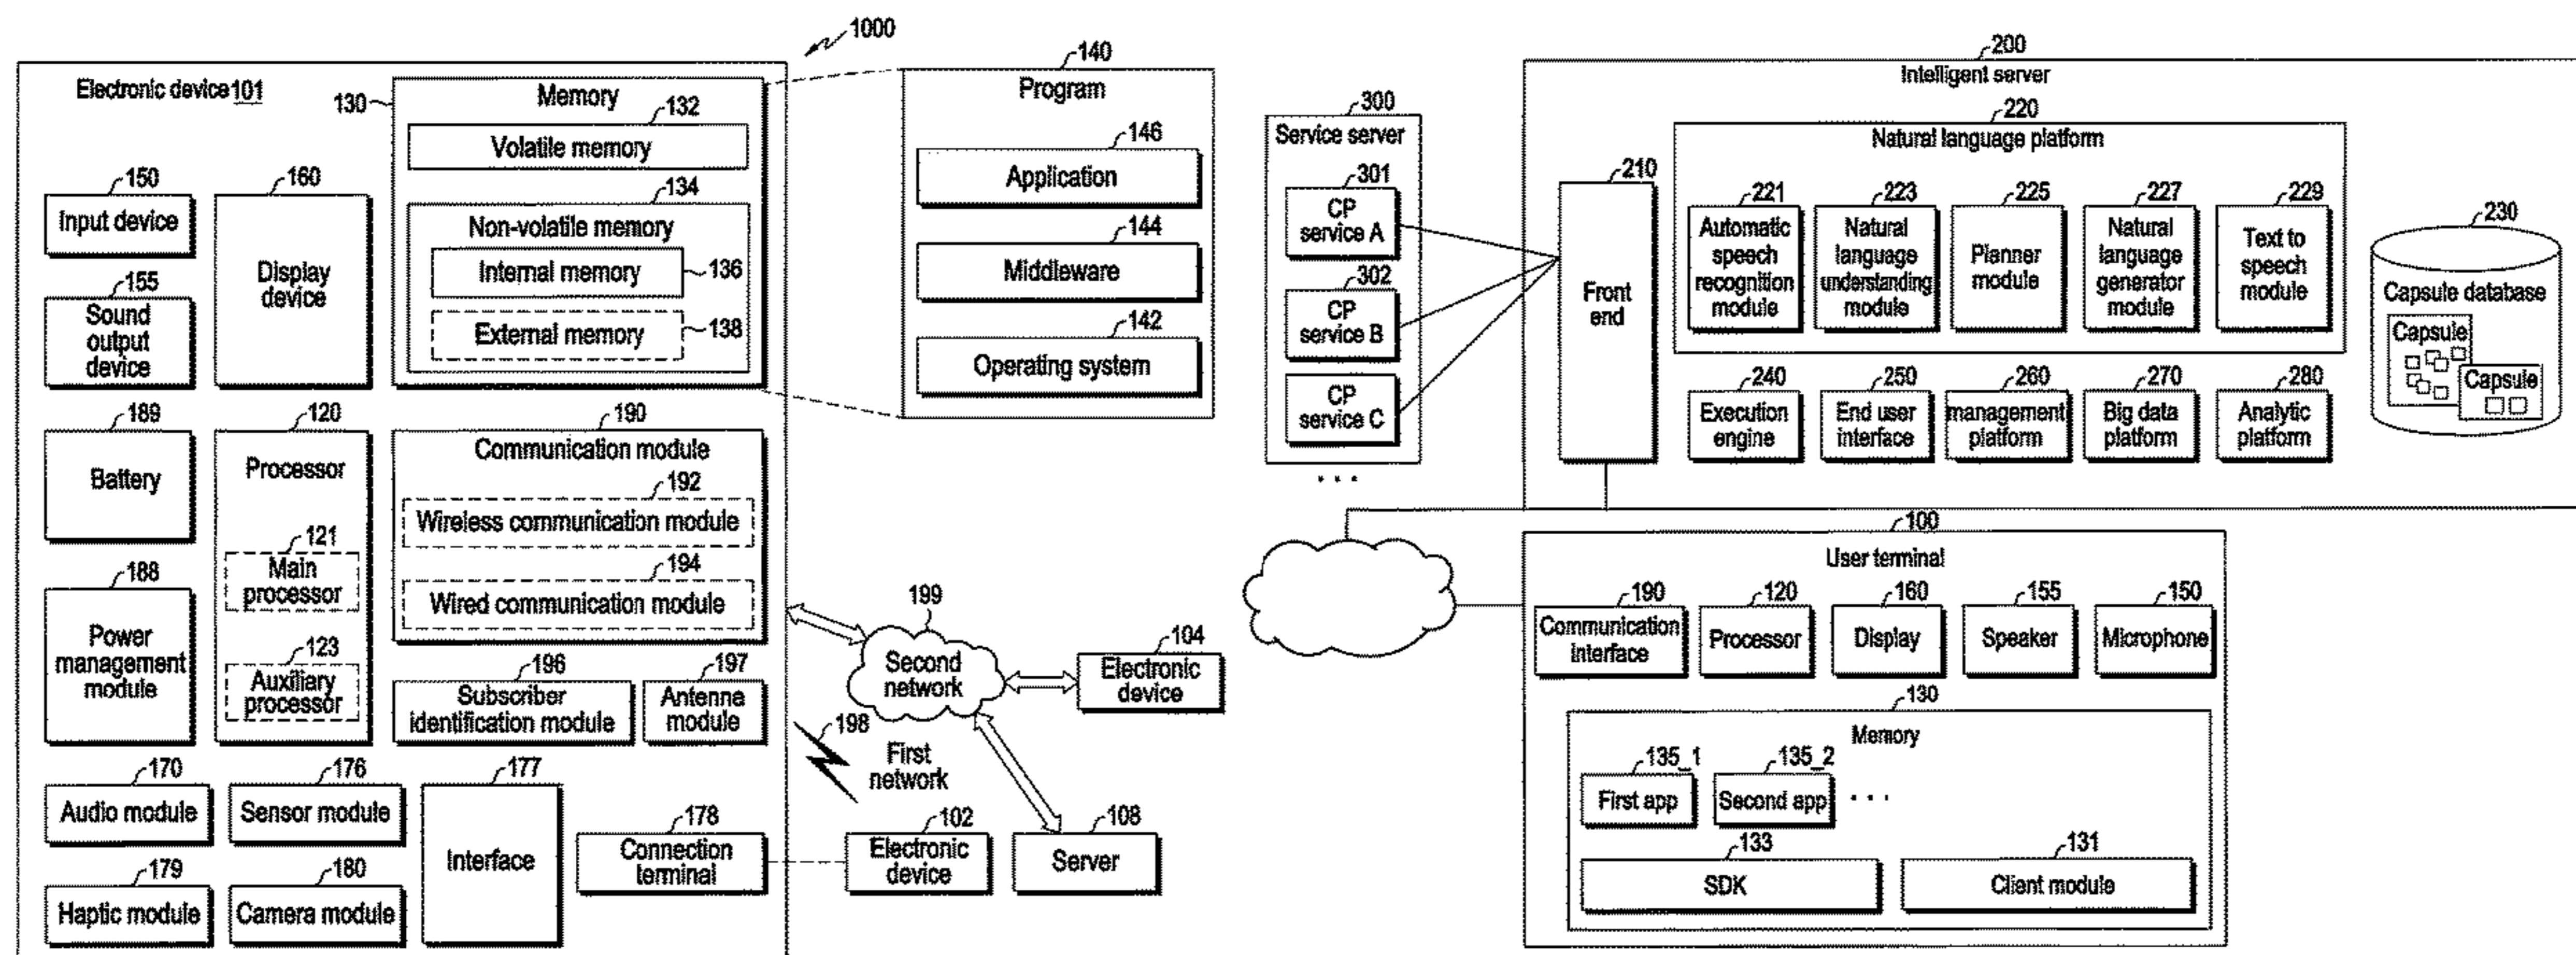 1000
Electronic device 101
130
Memory
132
Volatile memory
134
Non-volatile memory
Internal memory
136
External memory
138
150
Input device
155
Sound
output
device
160
Display
device
189
Battery
120
Processor
121
Main
processor
123
Auxiliary
processor
188
Power
management
module
190
Communication module
192
Wireless communication module
194
Wired communication module
196
Subscriber
identification module
197
Antenna
module
170
Audio module
176
Sensor module
177
Interface
179
Haptic module
180
Camera module
178
Connection
terminal
140
Program
146
Application
144
Middleware
142
Operating system
199
Second
network
104
Electronic
device
198
First
network
102
Electronic
device
108
Server
300
Service server
301
CP
service A
302
CP
service B
CP
service C
...
200
Intelligent server
210
Front
end
220
Natural language platform
221
Automatic
speech
recognition
module
223
Natural
language
understanding
module
225
Planner
module
227
Natural
language
generator
module
229
Text to
speech
module
230
Capsule database
Capsule
Capsule
240
Execution
engine
250
End user
interface
260
management
platform
270
Big data
platform
280
Analytic
platform
100
User terminal
190
Communication
interface
120
Processor
160
Display
155
Speaker
150
Microphone
130
Memory
135_1
First app
135_2
Second app
...
133
SDK
131
Client module